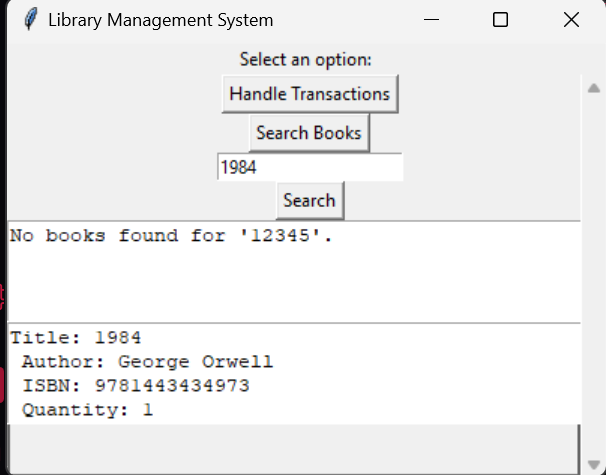 Library Management System
Select an option:
Handle Transactions
Search Books
1984
Search
No books found for '12345'.
Title: 1984
Author: George Orwell
ISBN: 9781443434973
Quantity: 1